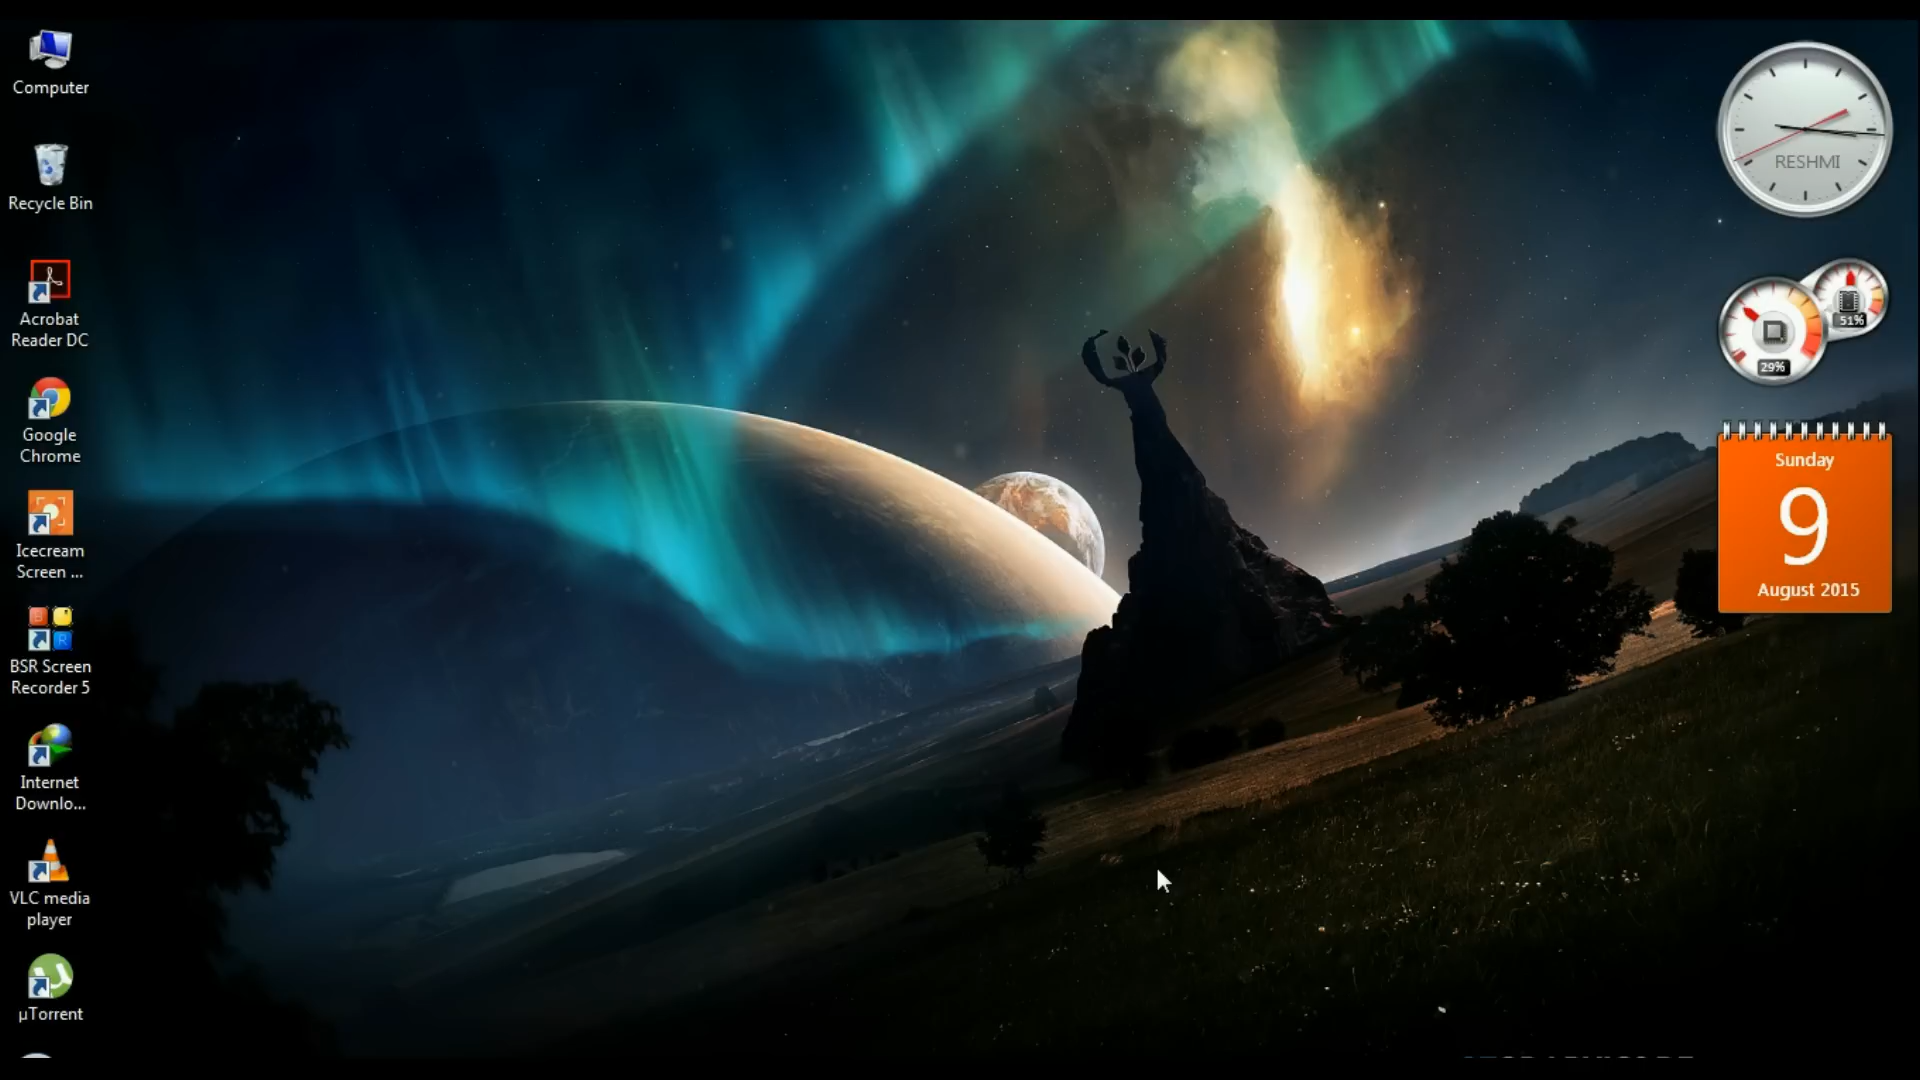 Computer
Recycle Bin
Acrobat
Reader DC
Google
Chrome
Icecream
Screen ...
BSR Screen
Recorder 5
Internet
Downlo...
VLC media
player
µTorrent
RESHMI
51%
29%
Sunday
9
August 2015